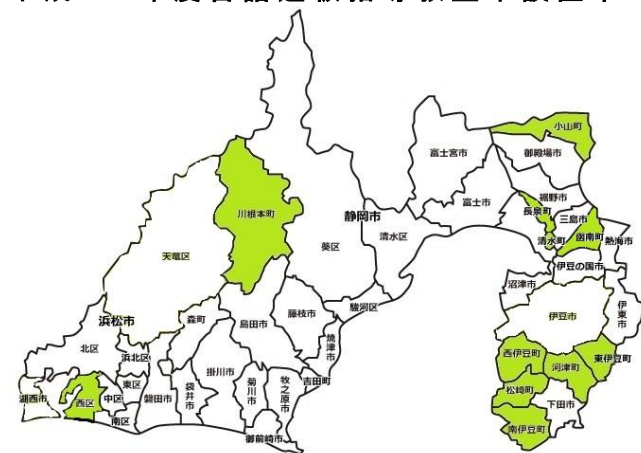 小山町
富士宮市
御殿場市
裾野市
川根本町
静岡市
富士市
長泉町
三島市
葵区
清水区
清水町
函南町
熱海市
天竜区
伊豆の国市
沼津市
駿河区
伊東市
浜松市
森町
島田市
藤枝市
伊豆市
北区
浜北区
焼津市
西伊豆町
東伊豆町
掛川市
河津町
東区
袋井市
菊川市
牧之原市
吉田町
湖西市
西区
中区
磐田市
松崎町
下田市
南区
御前崎市
南伊豆町